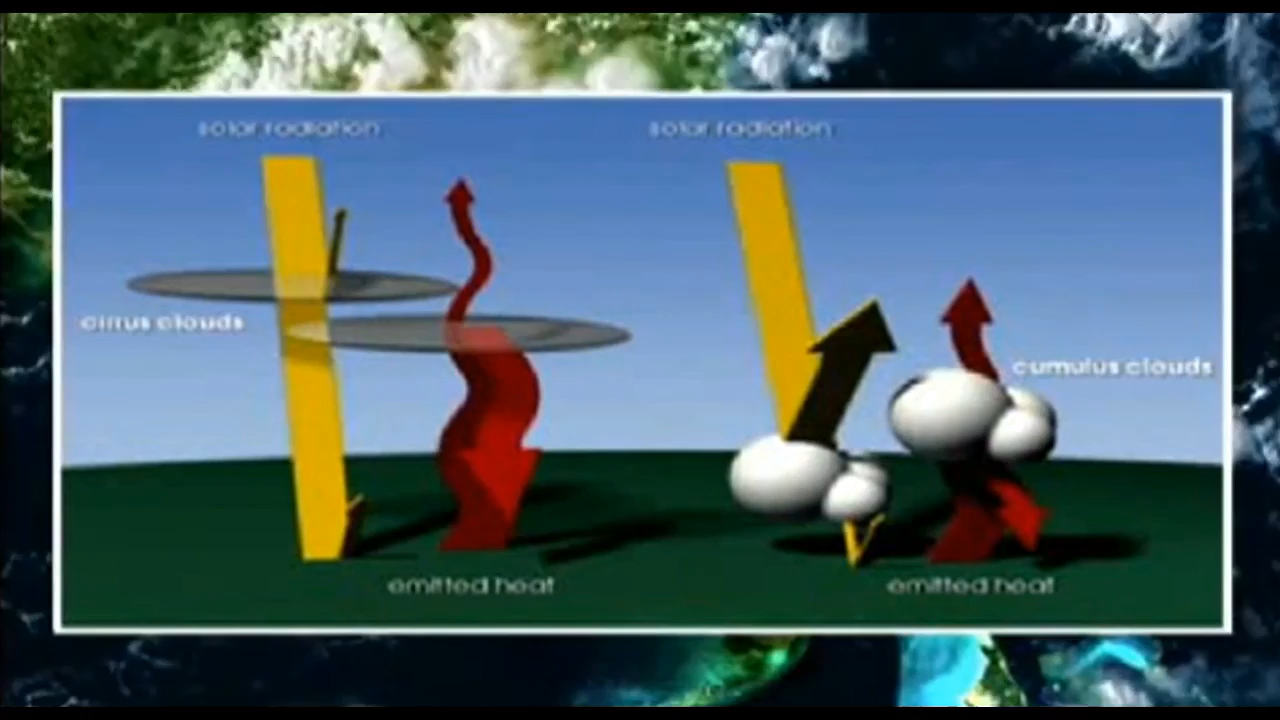 solar radiation
solar radiation
cirrus clouds
cumulus clouds
emitted heat
emitted heat